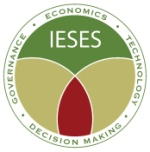 GOVERNANCE · ECONOMICS · TECHNOLOGY ·
IESES
DECISION MAKING